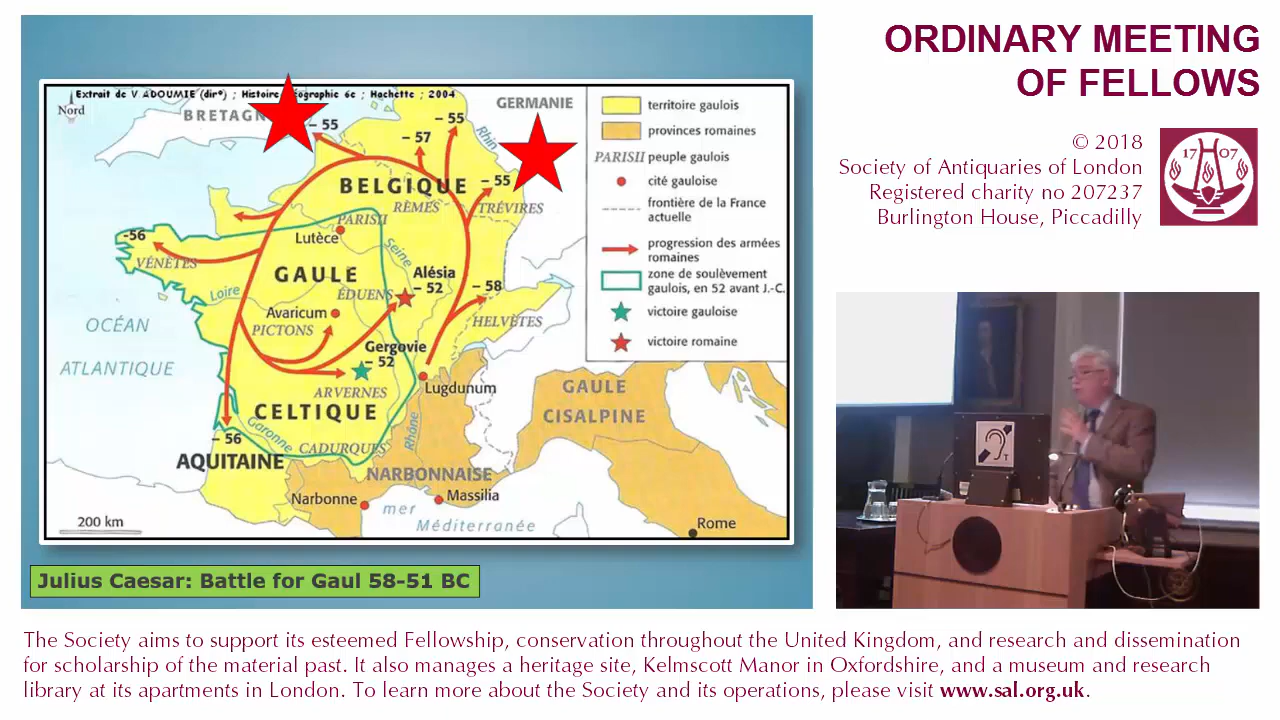 ORDINARY MEETING
OF FELLOWS
© 2018
Society of Antiquaries of London
Registered charity no 207237
Burlington House, Piccadilly
17 07
Extrait de V ADOUMIE (dirº) ; Histoire
Géographie 6e ; Hachette ; 2004
Nord
BRETAGN
GERMANIE
- 55
- 57
- 55
Rhin
BELGIQUE
- 55
RÈMES
TRÉVIRES
PARISII
Lutèce
-56
VÉNÈTES
Seine
GAULE
Alésia
- 52
Loire
ÉDUENS
- 58
Avaricum
PICTONS
HELVÈTES
OCÉAN
ATLANTIQUE
Gergovie
- 52
ARVERNES
Lugdunum
GAULE
CISALPINE
CELTIQUE
Garonne
Rhône
- 56
CADURQUES
AQUITAINE
NARBONNAISE
Narbonne
Massilia
mer
Méditerranée
Rome
200 km
territoire gaulois
provinces romaines
PARISII peuple gaulois
cité gauloise
frontière de la France
actuelle
progression des armées
romaines
zone de soulèvement
gaulois, en 52 avant J.-C.
victoire gauloise
victoire romaine
Julius Caesar: Battle for Gaul 58-51 BC
T
The Society aims to support its esteemed Fellowship, conservation throughout the United Kingdom, and research and dissemination
for scholarship of the material past. It also manages a heritage site, Kelmscott Manor in Oxfordshire, and a museum and research
library at its apartments in London. To learn more about the Society and its operations, please visit www.sal.org.uk.